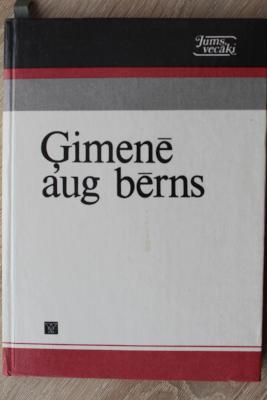 Jums,
vecāki
Ģimenē
aug bērns